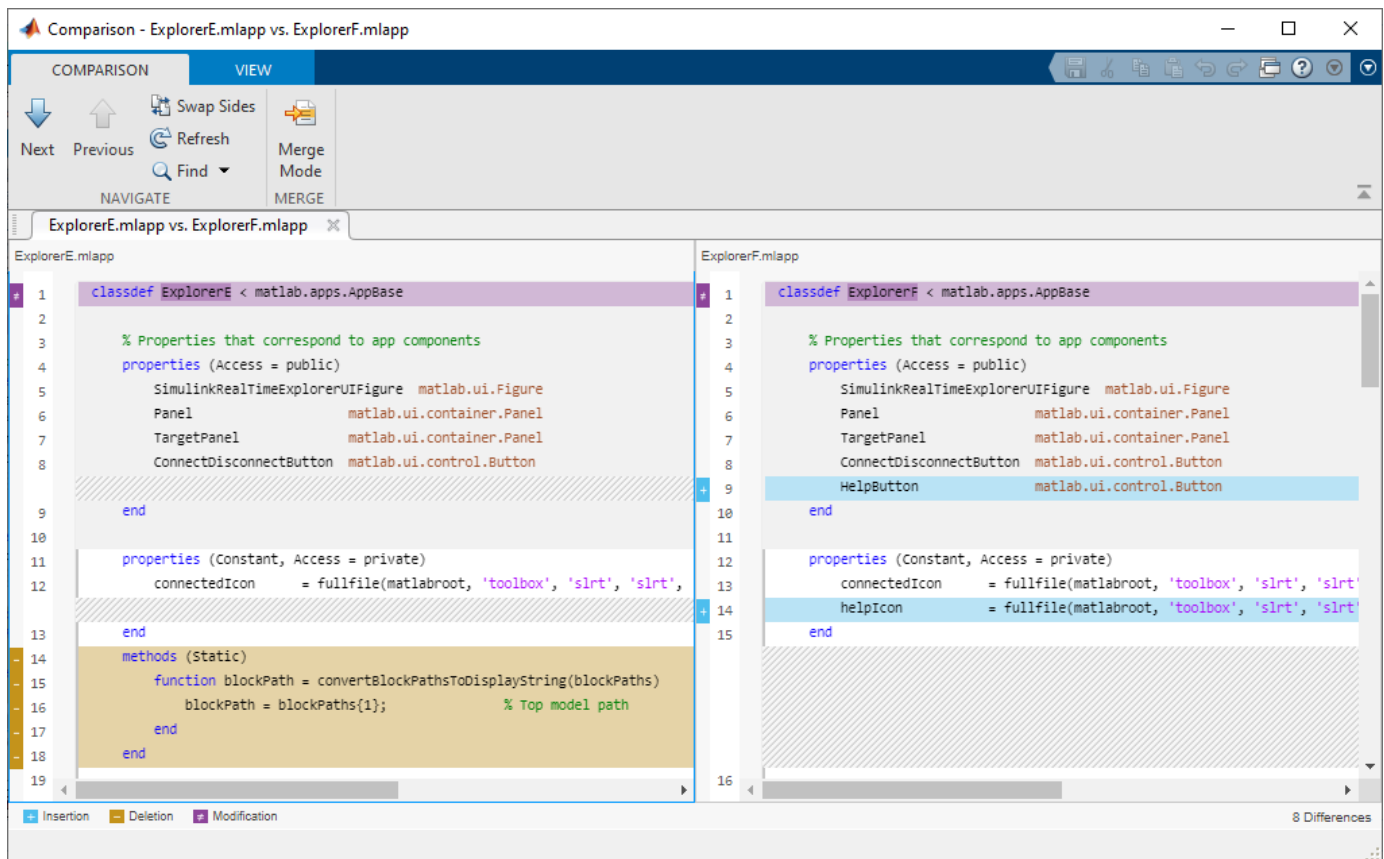 Comparison - ExplorerE.mlapp vs. ExplorerF.mlapp
COMPARISON VIEW
Next Previous Swap Sides Refresh Find Merge Mode
NAVIGATE MERGE
ExplorerE.mlapp vs. ExplorerF.mlapp
ExplorerE.mlapp
1 classdef ExplorerE < matlab.apps.AppBase
2
3 % Properties that correspond to app components
4 properties (Access = public)
5 SimulinkRealTimeExplorerUIFigure matlab.ui.Figure
6 Panel matlab.ui.container.Panel
7 TargetPanel matlab.ui.container.Panel
8 ConnectDisconnectButton matlab.ui.control.Button
9 end
10
11 properties (Constant, Access = private)
12 connectedIcon = fullfile(matlabroot, 'toolbox', 'slrt', 'slrt',
13 end
14 methods (Static)
15 function blockPath = convertBlockPathsToDisplayString(blockPaths)
16 blockPath = blockPaths{1}; % Top model path
17 end
18 end
19
ExplorerF.mlapp
1 classdef ExplorerF < matlab.apps.AppBase
2
3 % Properties that correspond to app components
4 properties (Access = public)
5 SimulinkRealTimeExplorerUIFigure matlab.ui.Figure
6 Panel matlab.ui.container.Panel
7 TargetPanel matlab.ui.container.Panel
8 ConnectDisconnectButton matlab.ui.control.Button
9 HelpButton matlab.ui.control.Button
10 end
11
12 properties (Constant, Access = private)
13 connectedIcon = fullfile(matlabroot, 'toolbox', 'slrt', 'slrt'
14 helpIcon = fullfile(matlabroot, 'toolbox', 'slrt', 'slrt'
15 end
16
+ Insertion − Deletion ≠ Modification
8 Differences